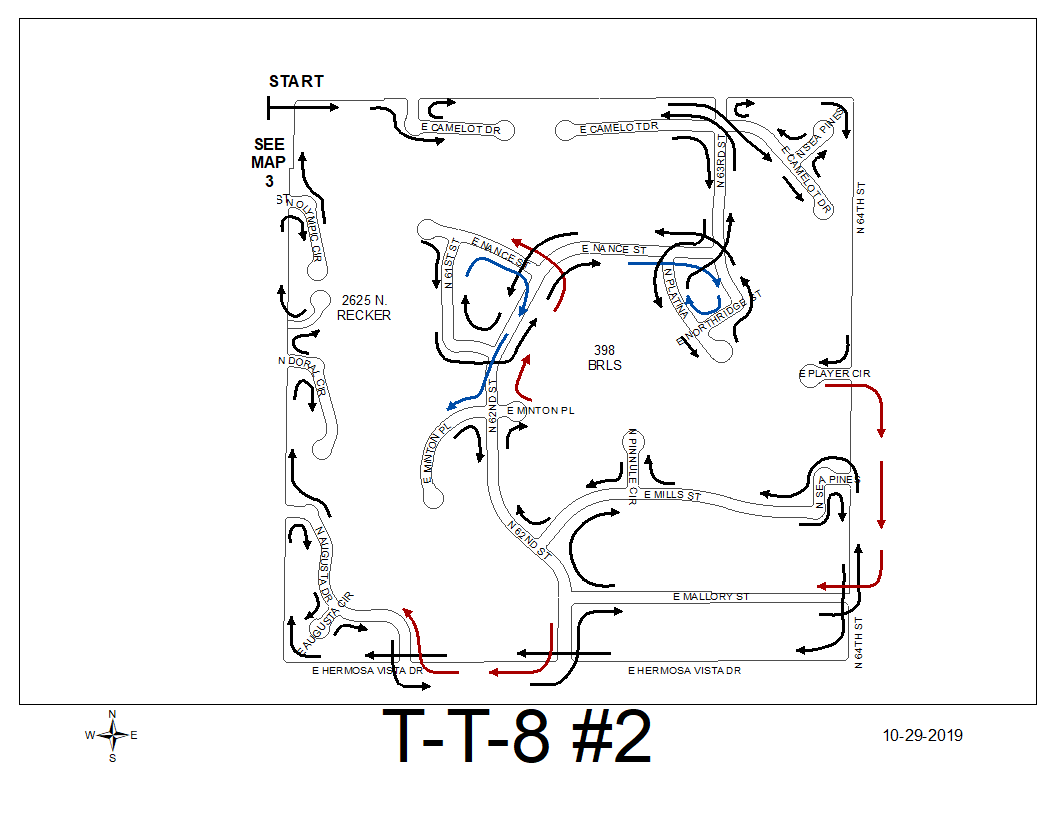 START
SEE
MAP
3
E CAMELOT DR
E CAMELOT DR
N SEA PINES
E CAMELOT DR
N 63RD ST
N 64TH ST
ST
N OLYMPIC CIR
N 61ST ST
E NANCE ST
E NANCE ST
N PLATINA
E NORTHRIDGE ST
2625 N.
RECKER
398
BRLS
N DORAL CIR
E PLAYER CIR
N 62ND ST
E MINTON PL
E MINTON PL
N PINNULE CIR
E MILLS ST
N SE
A PINES
N 62ND ST
N AUGUSTA DR
E AUGUSTA CIR
E MALLORY ST
N 64TH ST
E HERMOSA VISTA DR
E HERMOSA VISTA DR
T-T-8 #2
10-29-2019
N
W
E
S